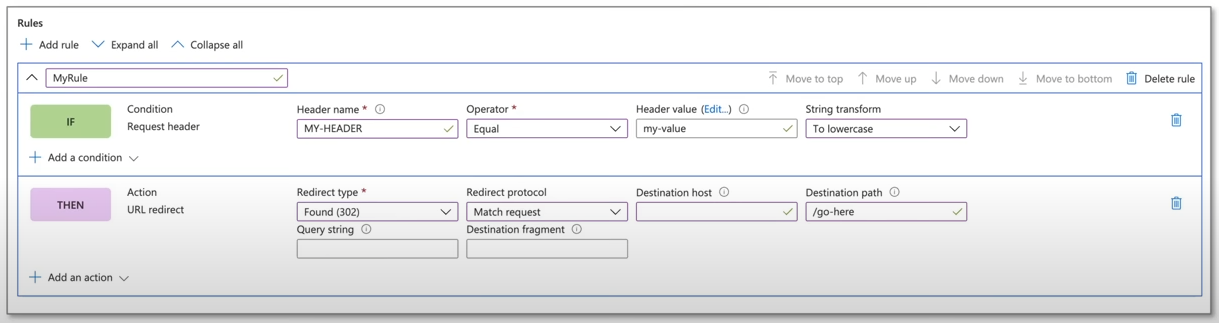 Rules
Add rule Expand all Collapse all
MyRule Move to top Move up Move down Move to bottom Delete rule
IF
Condition
Request header
Header name *
MY-HEADER
Operator *
Equal
Header value (Edit...)
my-value
String transform
To lowercase
Add a condition
THEN
Action
URL redirect
Redirect type *
Found (302)
Redirect protocol
Match request
Destination host
Destination path
/go-here
Query string
Destination fragment
Add an action